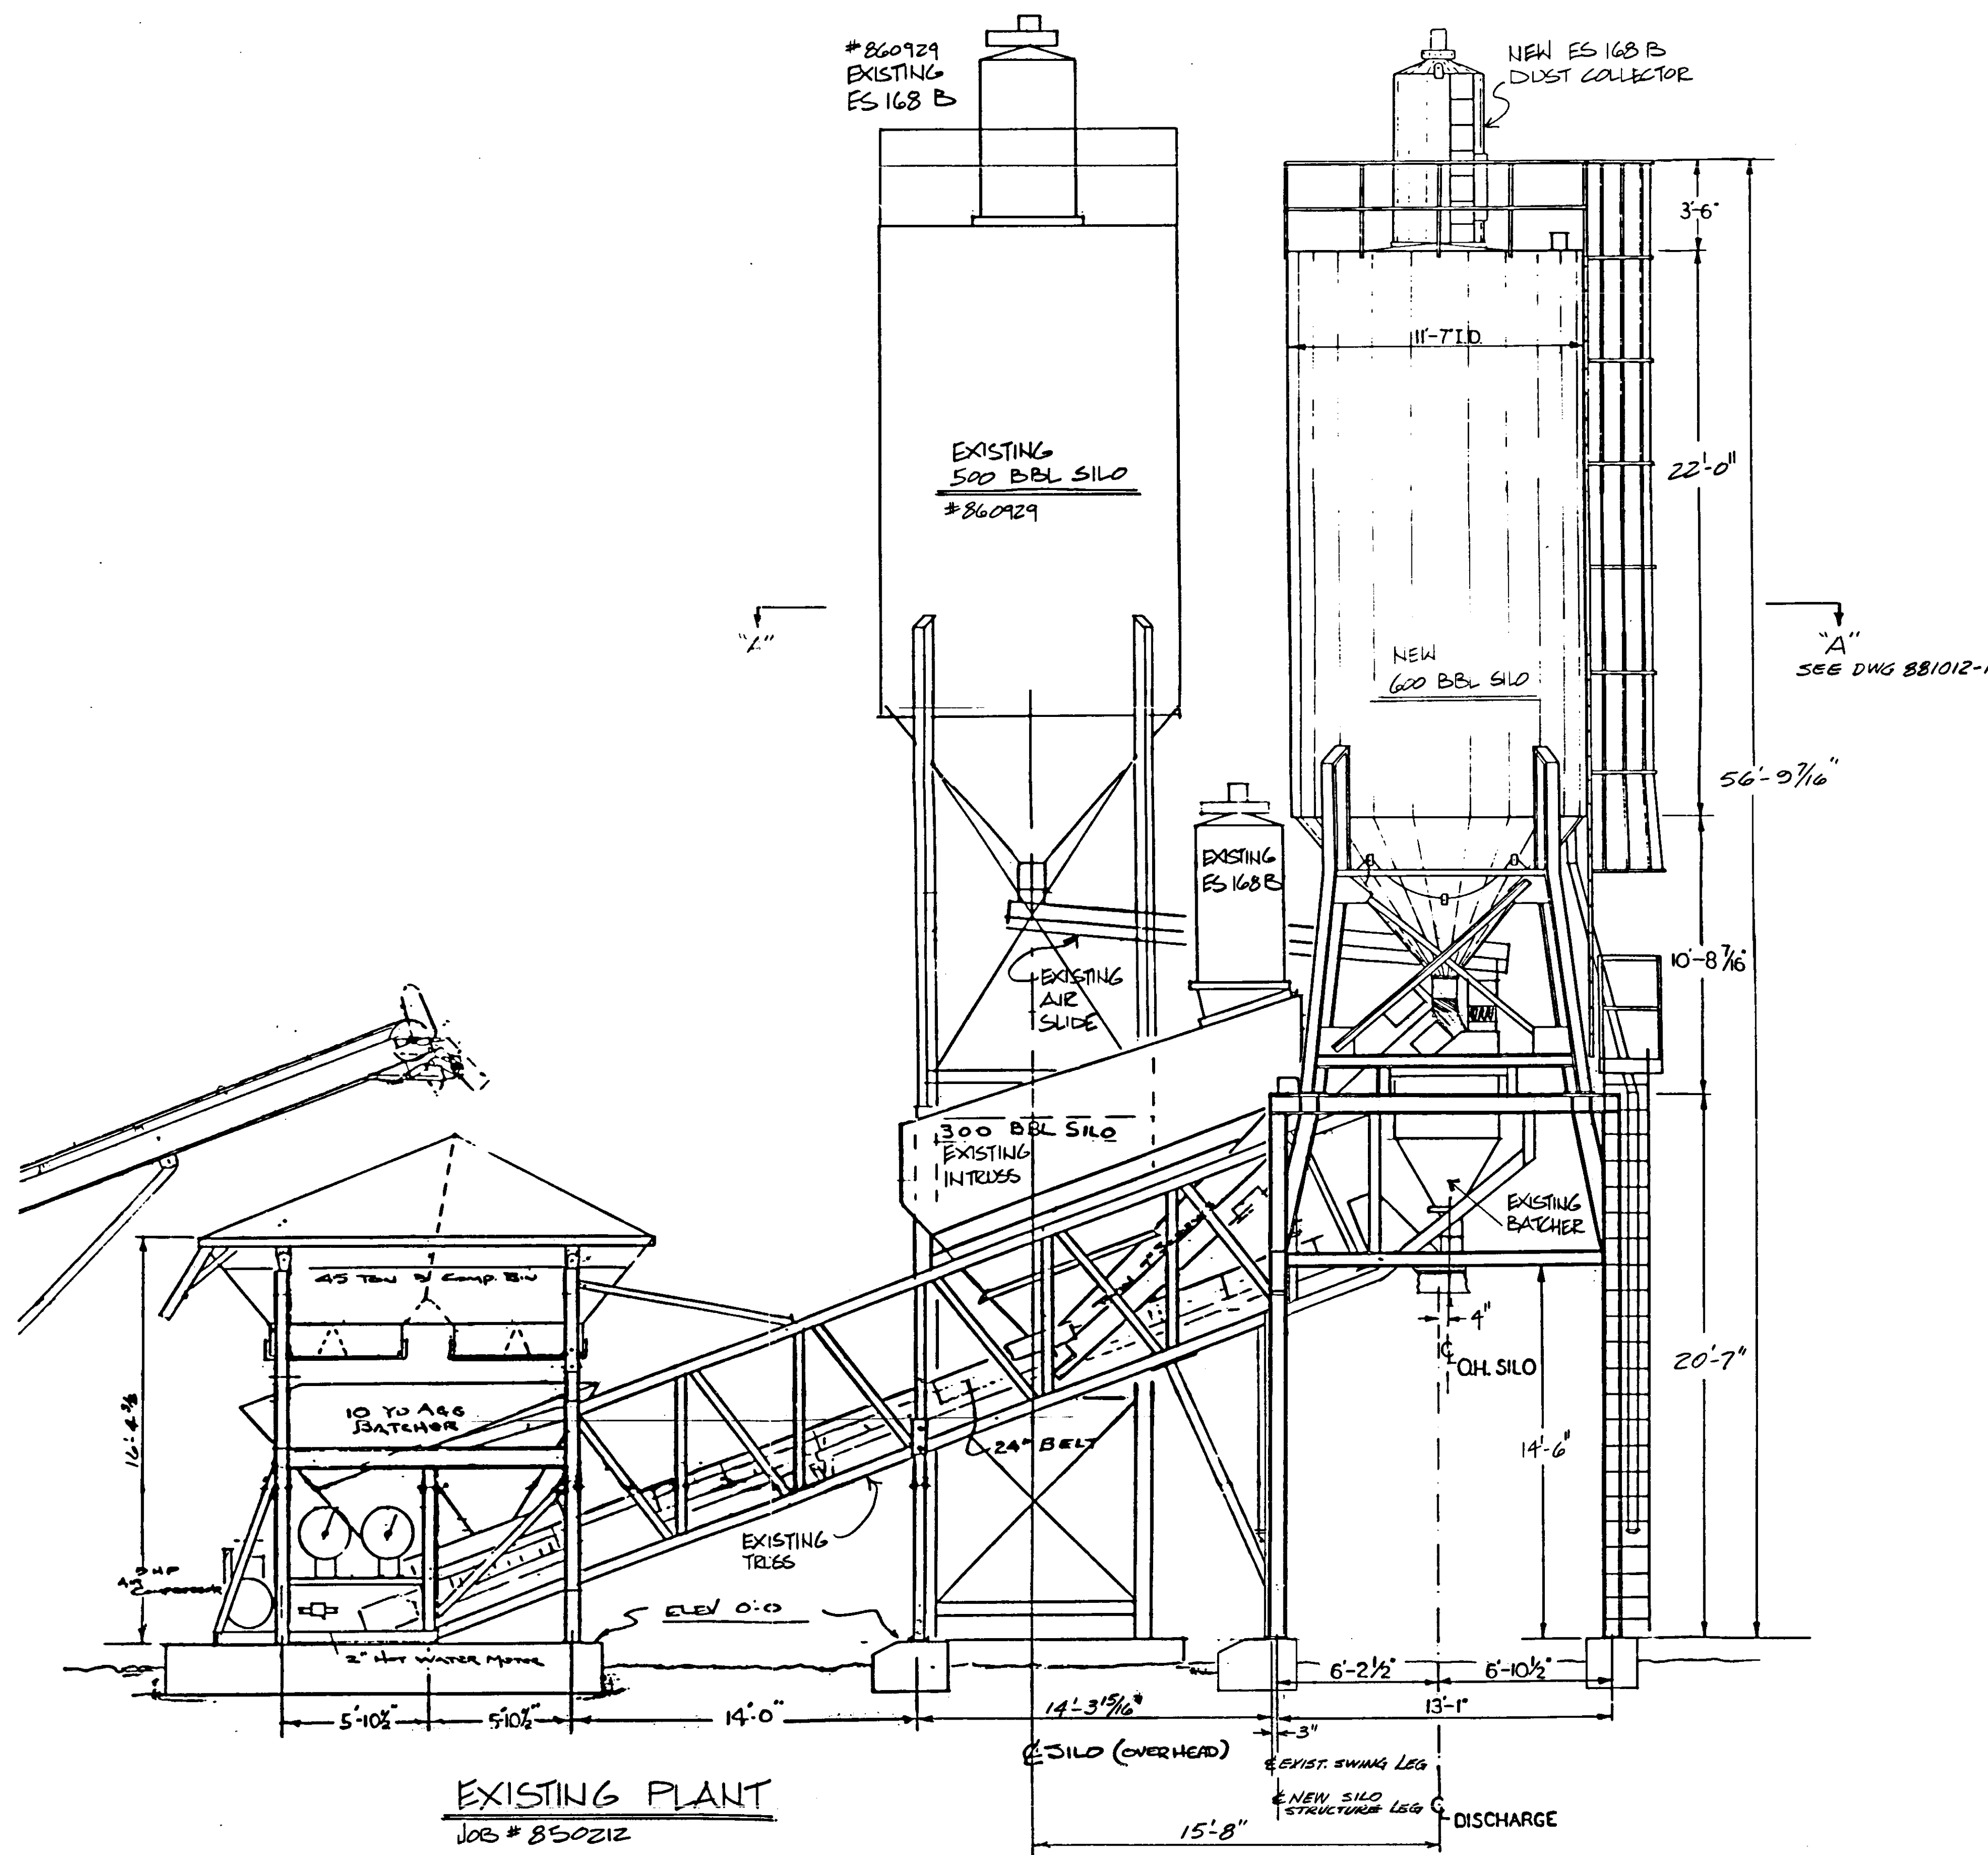 #860929
EXISTING
ES 168 B
NEW ES 168 B
DUST COLLECTOR
3'-6"
11'-7" I.D.
EXISTING
500 BBL SILO
#860929
22'-0"
"A"
"A"
SEE DWG 881012-1
NEW
600 BBL SILO
56'-9 7/16"
EXISTING
ES 168 B
10'-8 7/16"
EXISTING
AIR
SLIDE
300 BBL SILO
EXISTING
IN TRUSS
EXISTING
BATCHER
45 TON Comp. Bin
4"
℄ O.H. SILO
20'-7"
16'-4 3/8
10 YD AGG
BATCHER
24" BELT
14'-6"
EXISTING
TRUSS
HP
Compressor
ELEV 0'-0
2" HOT WATER METER
6'-2 1/2"
6'-10 1/2"
5'-10 1/2"
5'-10 1/2"
14'-0"
14'-3 15/16"
13'-1"
3"
℄ SILO (OVERHEAD)
℄ EXIST. SWING LEG
℄ NEW SILO
STRUCTURE LEG
℄ DISCHARGE
EXISTING PLANT
JOB # 850212
15'-8"